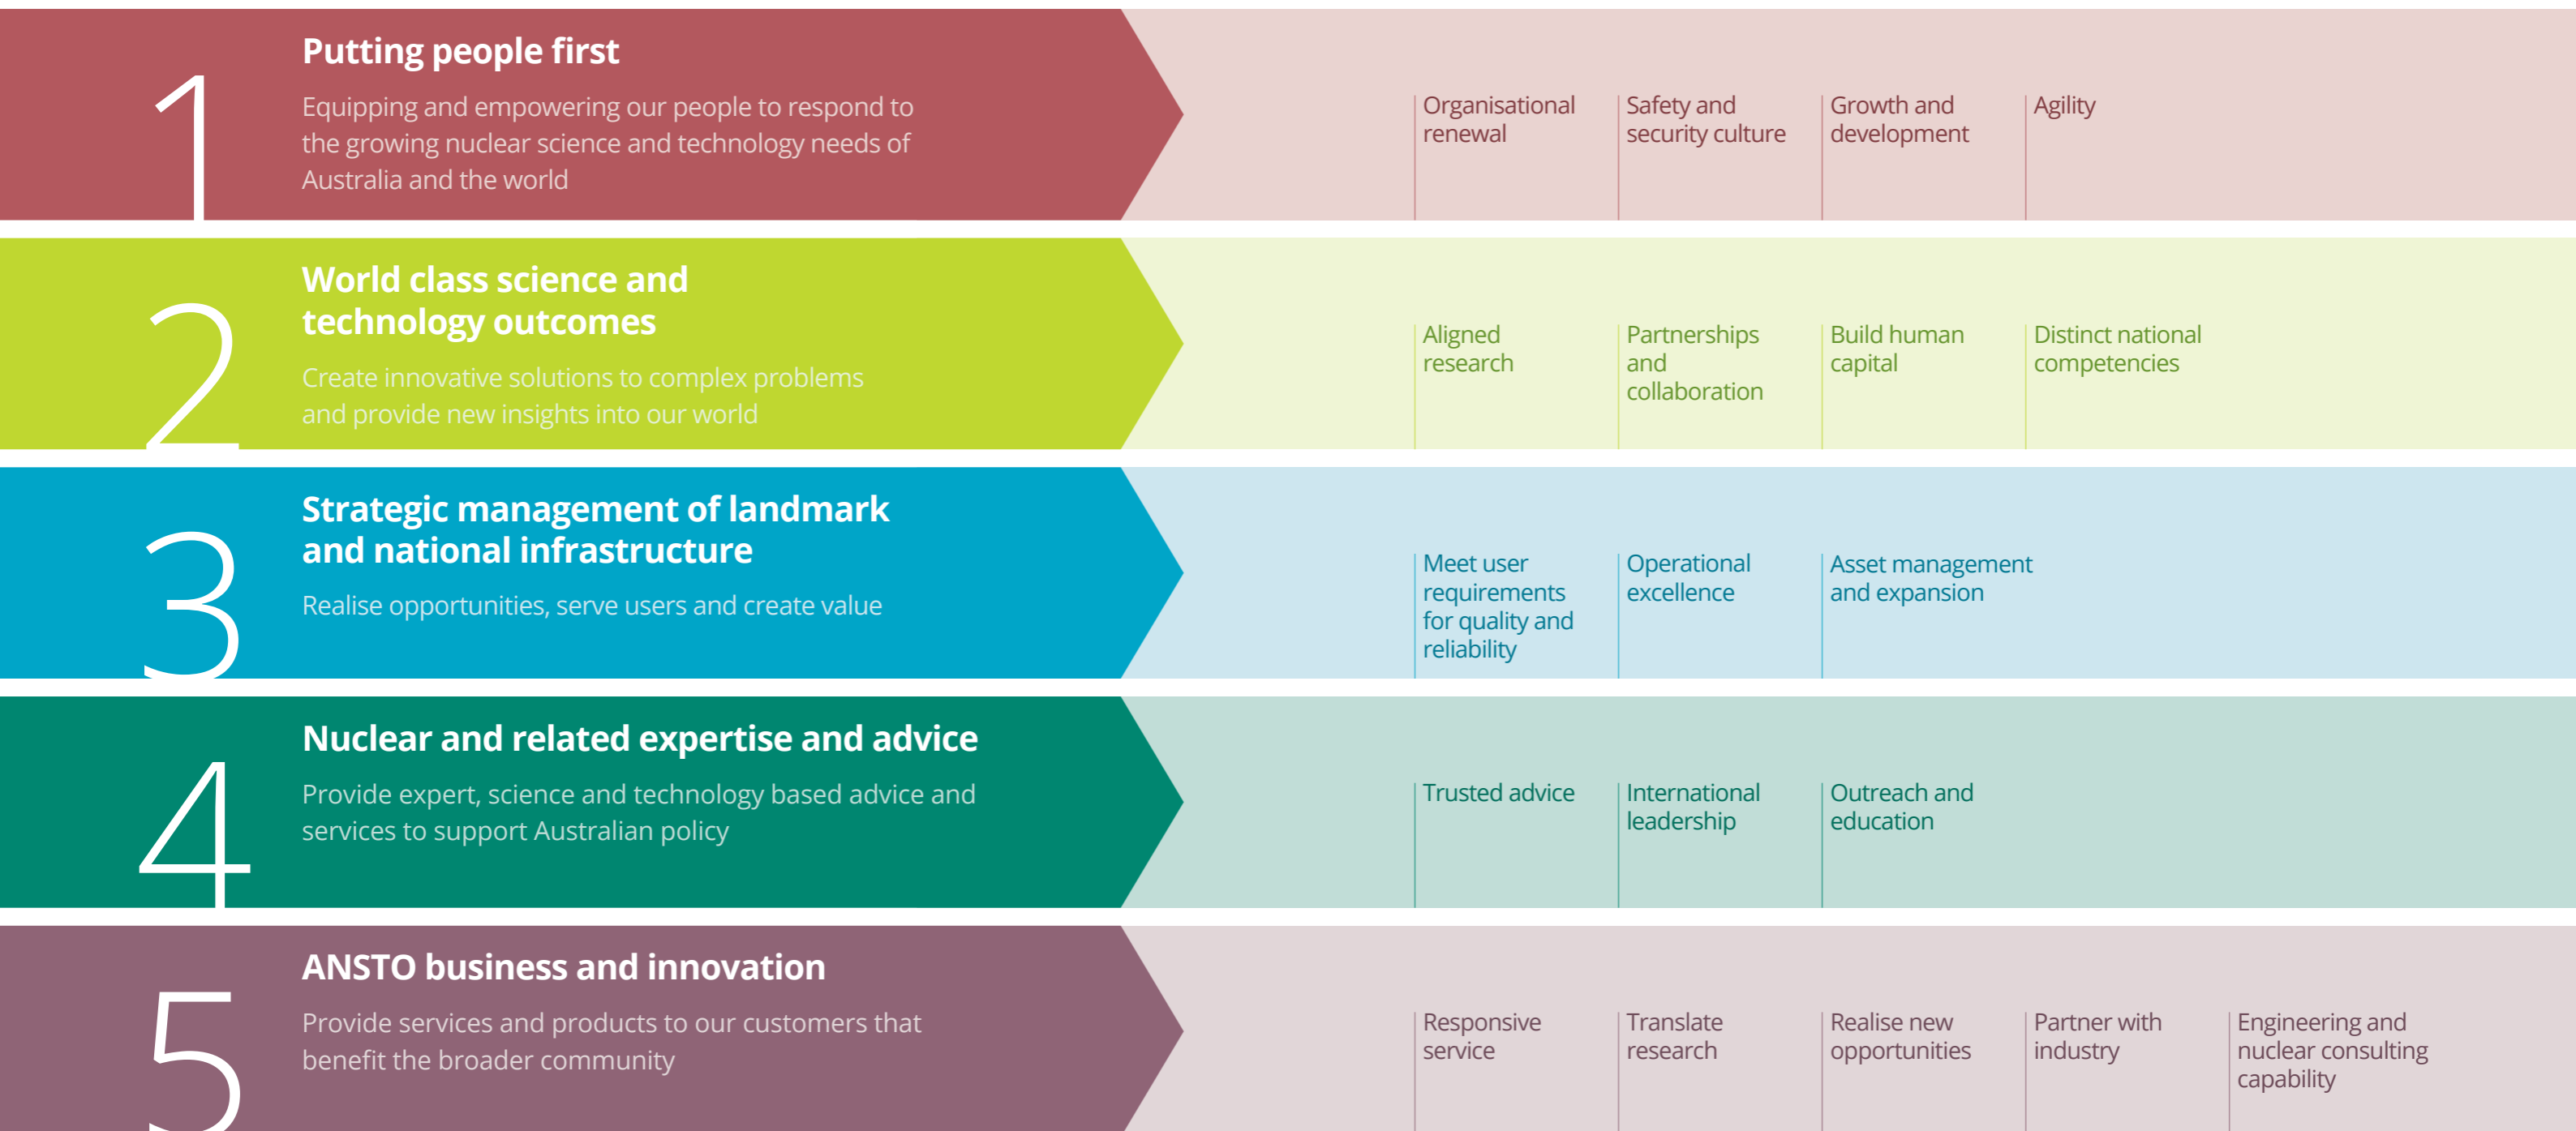 1
Putting people first
Equipping and empowering our people to respond to
the growing nuclear science and technology needs of
Australia and the world
Organisational
renewal
Safety and
security culture
Growth and
development
Agility
2
World class science and
technology outcomes
Create innovative solutions to complex problems
and provide new insights into our world
Aligned
research
Partnerships
and
collaboration
Build human
capital
Distinct national
competencies
3
Strategic management of landmark
and national infrastructure
Realise opportunities, serve users and create value
Meet user
requirements
for quality and
reliability
Operational
excellence
Asset management
and expansion
4
Nuclear and related expertise and advice
Provide expert, science and technology based advice and
services to support Australian policy
Trusted advice
International
leadership
Outreach and
education
5
ANSTO business and innovation
Provide services and products to our customers that
benefit the broader community
Responsive
service
Translate
research
Realise new
opportunities
Partner with
industry
Engineering and
nuclear consulting
capability